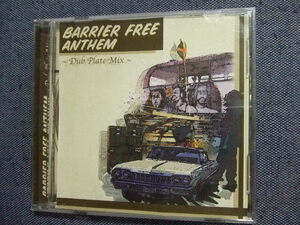 BARRIER FREE
ANTHEM
~ Dub Plate Mix ~
BARRIER FREE ANTHEM